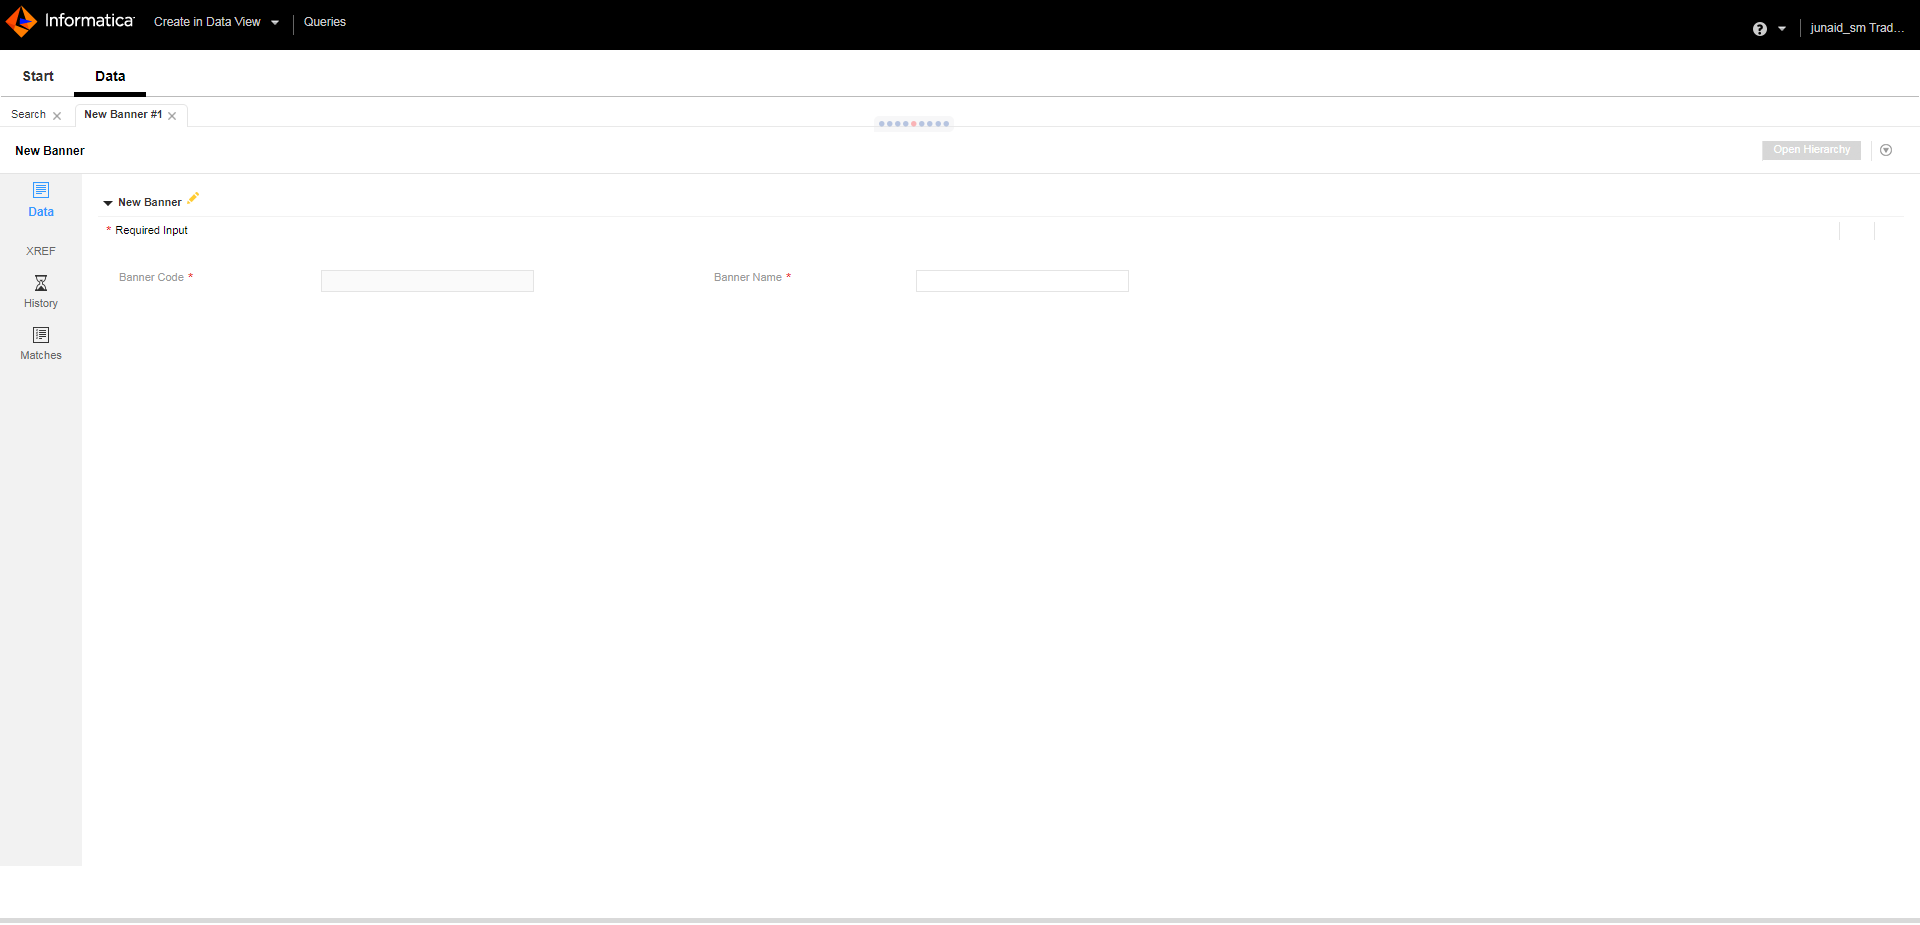 Informatica
Create in Data View
Queries
junaid_sm Trad...
Start
Data
Search
New Banner #1
New Banner
Open Hierarchy
Data
XREF
History
Matches
New Banner
* Required Input
Banner Code *
Banner Name *